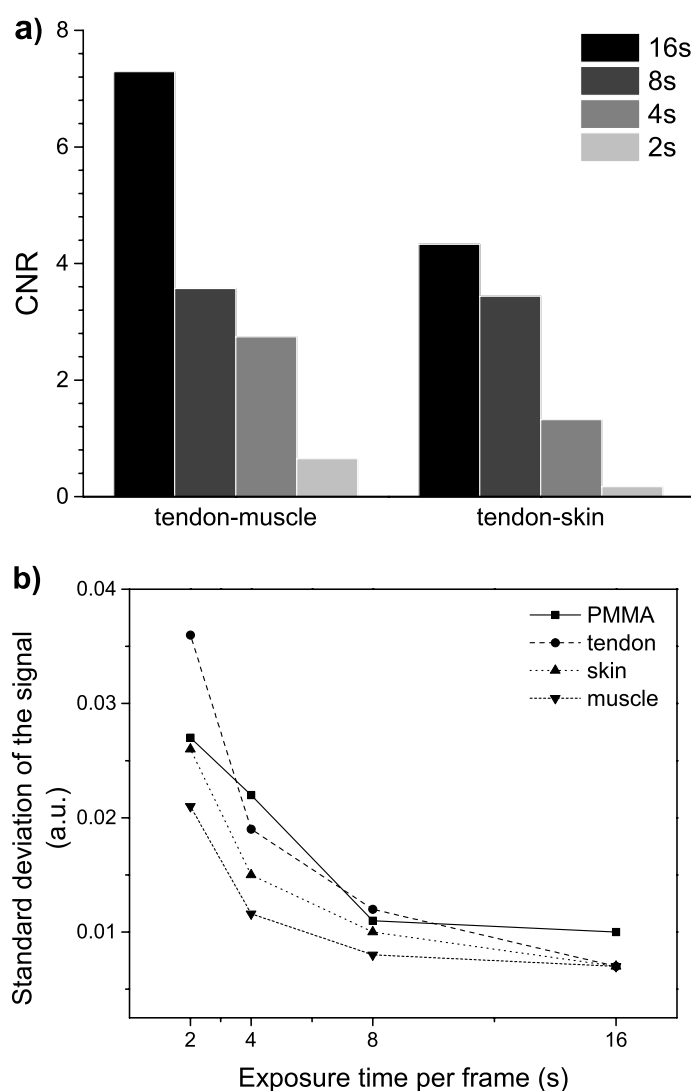 a)
8
6
4
2
0
CNR
16s
8s
4s
2s
tendon-muscle
tendon-skin
b)
0.04
0.03
0.02
0.01
Standard deviation of the signal
(a.u.)
PMMA
tendon
skin
muscle
2
4
8
16
Exposure time per frame (s)